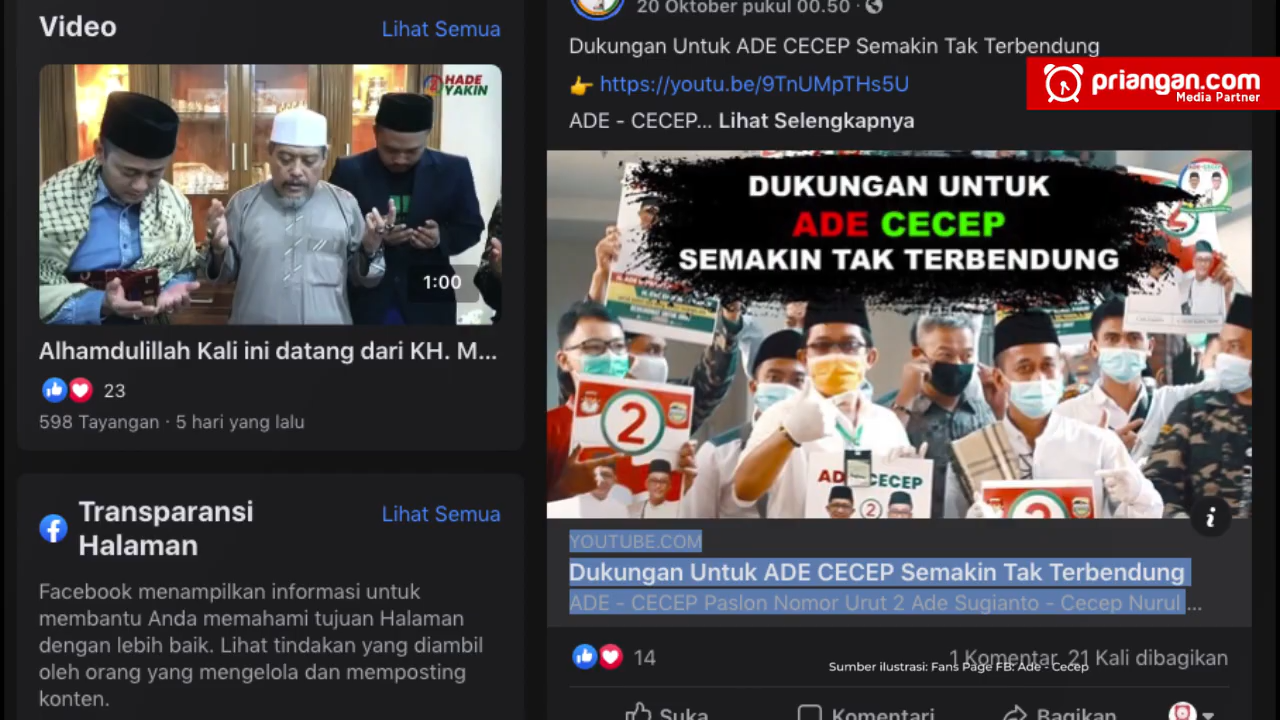 Video
Lihat Semua
HADE
YAKIN
1:00
Alhamdulillah Kali ini datang dari KH. M...
23
598 Tayangan · 5 hari yang lalu
Transparansi
Halaman
Lihat Semua
Facebook menampilkan informasi untuk
membantu Anda memahami tujuan Halaman
dengan lebih baik. Lihat tindakan yang diambil
oleh orang yang mengelola dan memposting
konten.
20 Oktober pukul 00.50 ·
Dukungan Untuk ADE CECEP Semakin Tak Terbendung
👉 https://youtu.be/9TnUMpTHs5U
ADE - CECEP... Lihat Selengkapnya
priangan.com
Media Partner
DUKUNGAN UNTUK
ADE CECEP
SEMAKIN TAK TERBENDUNG
2
2
ADE CECEP
2
2
YOUTUBE.COM
Dukungan Untuk ADE CECEP Semakin Tak Terbendung
ADE - CECEP Paslon Nomor Urut 2 Ade Sugianto - Cecep Nurul ...
14
1 Komentar 21 Kali dibagikan
Sumber ilustrasi: Fans Page FB: Ade - Cecep
Suka
Komentari
Bagikan